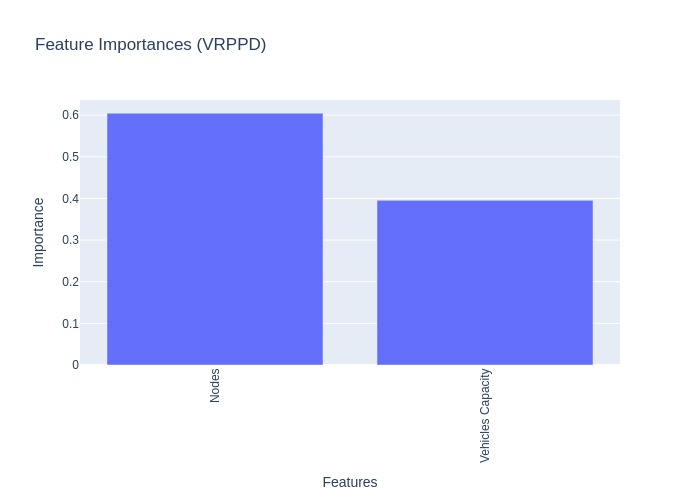 Feature Importances (VRPPD)
0.6
0.5
0.4
0.3
0.2
0.1
0
Importance
Nodes
Vehicles Capacity
Features